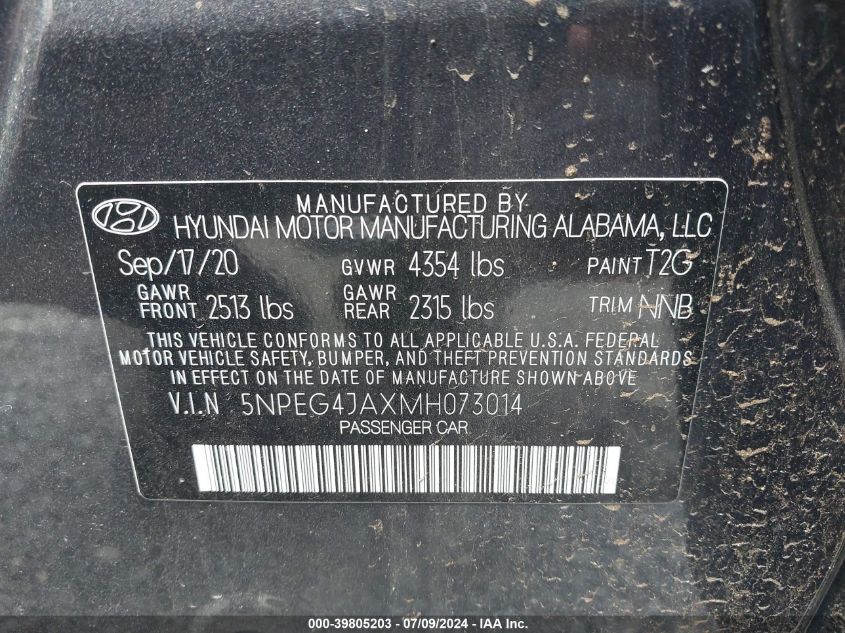 MANUFACTURED BY
HYUNDAI MOTOR MANUFACTURING ALABAMA, LLC
Sep/17/20 GVWR 4354 lbs PAINT T2G
GAWR FRONT 2513 lbs GAWR REAR 2315 lbs TRIM NNB
THIS VEHICLE CONFORMS TO ALL APPLICABLE U.S.A. FEDERAL
MOTOR VEHICLE SAFETY, BUMPER, AND THEFT PREVENTION STANDARDS
IN EFFECT ON THE DATE OF MANUFACTURE SHOWN ABOVE
V.I.N 5NPEG4JAXMH073014
PASSENGER CAR
000-39805203 - 07/09/2024 - IAA Inc.